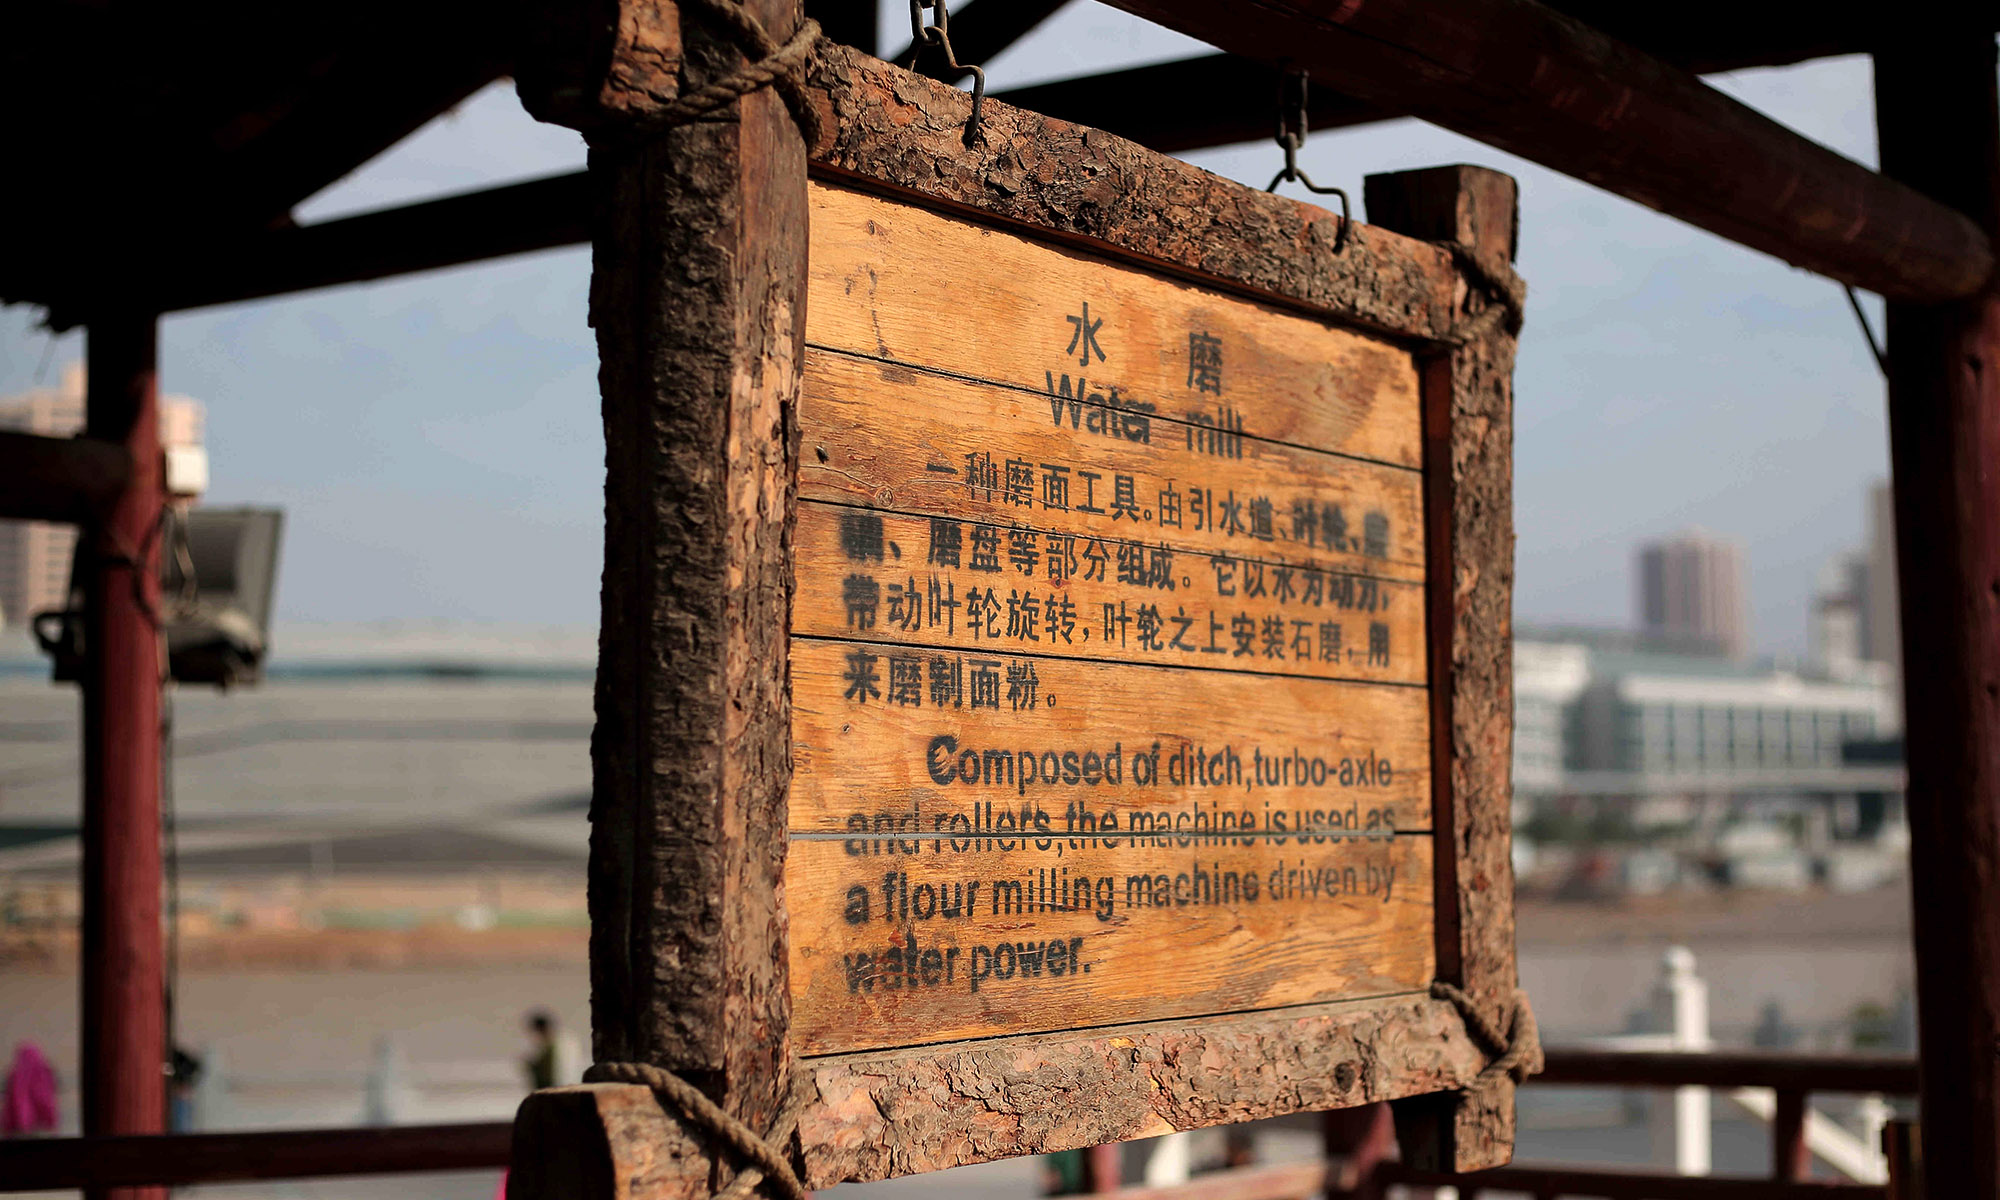 水 磨
Water mill
一种磨面工具。由引水道、叶轮、
、磨盘等部分组成。它以水为动力，
带动叶轮旋转，叶轮之上安装石磨，用
来磨制面粉。
Composed of ditch,turbo-axle
and rollers,the machine is used as
a flour milling machine driven by
water power.